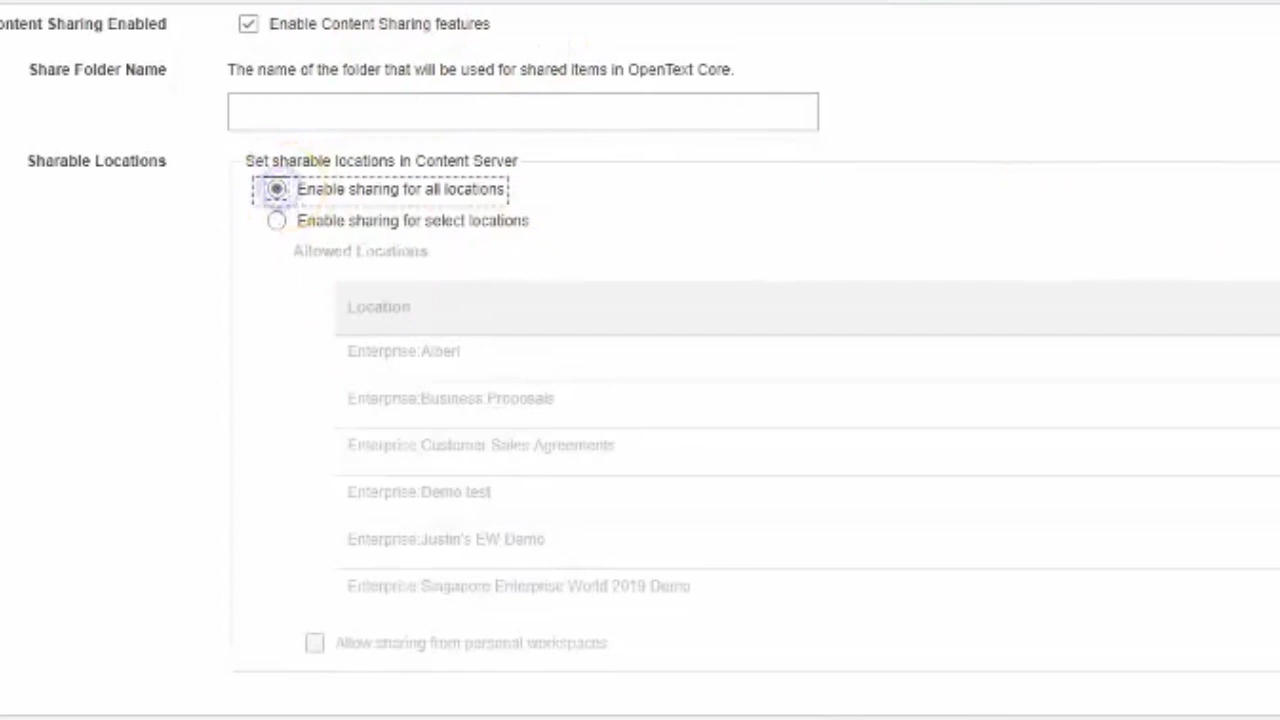 ontent Sharing Enabled
Enable Content Sharing features
Share Folder Name
The name of the folder that will be used for shared items in OpenText Core.
Sharable Locations
Set sharable locations in Content Server
Enable sharing for all locations
Enable sharing for select locations
Allowed Locations
Location
Enterprise:Albert
Enterprise:Business Proposals
Enterprise:Customer Sales Agreements
Enterprise:Demo test
Enterprise:Justin's EW Demo
Enterprise:Singapore Enterprise World 2019 Demo
Allow sharing from personal workspaces